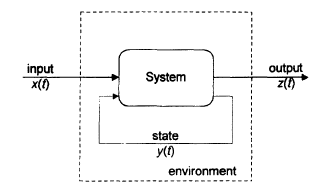 input
x(t)
System
output
z(t)
state
y(t)
environment